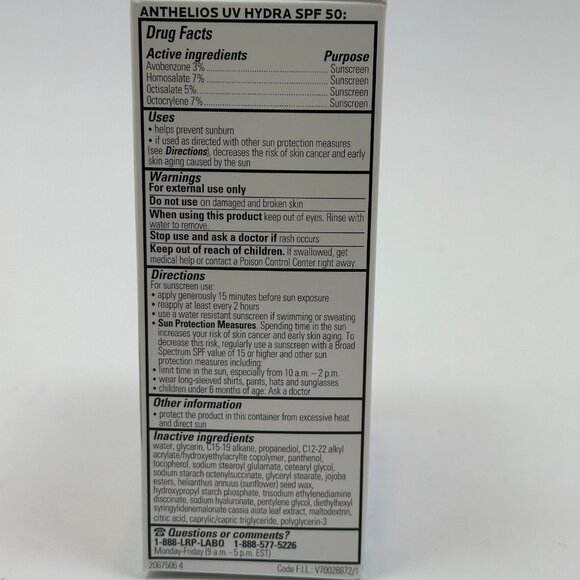 ANTHELIOS UV HYDRA SPF 50:
Drug Facts
Active ingredients Purpose
Avobenzone 3% Sunscreen
Homosalate 7% Sunscreen
Octisalate 5% Sunscreen
Octocrylene 7% Sunscreen
Uses
• helps prevent sunburn
• if used as directed with other sun protection measures
(see Directions), decreases the risk of skin cancer and early
skin aging caused by the sun
Warnings
For external use only
Do not use on damaged and broken skin
When using this product keep out of eyes. Rinse with
water to remove.
Stop use and ask a doctor if rash occurs
Keep out of reach of children. If swallowed, get
medical help or contact a Poison Control Center right away.
Directions
For sunscreen use:
• apply generously 15 minutes before sun exposure
• reapply at least every 2 hours
• use a water resistant sunscreen if swimming or sweating
• Sun Protection Measures. Spending time in the sun
increases your risk of skin cancer and early skin aging. To
decrease this risk, regularly use a sunscreen with a Broad
Spectrum SPF value of 15 or higher and other sun
protection measures including:
• limit time in the sun, especially from 10 a.m. – 2 p.m.
• wear long-sleeved shirts, pants, hats and sunglasses
• children under 6 months of age: Ask a doctor
Other information
• protect the product in this container from excessive heat
and direct sun
Inactive ingredients
water, glycerin, C15-19 alkane, propanediol, C12-22 alkyl
acrylate/hydroxyethylacrylte copolymer, panthenol,
tocopherol, sodium stearoyl glutamate, cetearyl glycol,
sodium starach octenylsuccinate, glyceryl stearate, jojoba
esters, helianthus annuus (sunflower) seed wax,
hydroxypropyl starch phosphate, trisodium ethylenediamine
disuccinate, sodium hyaluronate, pentylene glycol, diethylhexyl
syringylidenemalonate cassia aiata leaf extract, maltodextrin,
citric acid, caprylic/capric triglyceride, polyglycerin-3
☎ Questions or comments?
1-888-LRP-LABO 1-888-577-5226
Monday-Friday (9 a.m. - 5 p.m. EST)
2067506 4 Code F.I.L.: V70028872/1